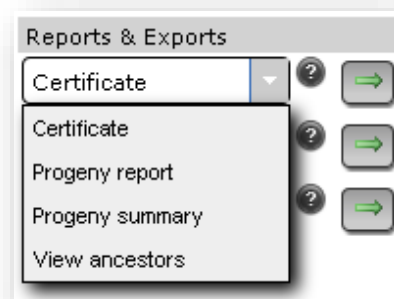 Reports & Exports
Certificate
Certificate
Progeny report
Progeny summary
View ancestors